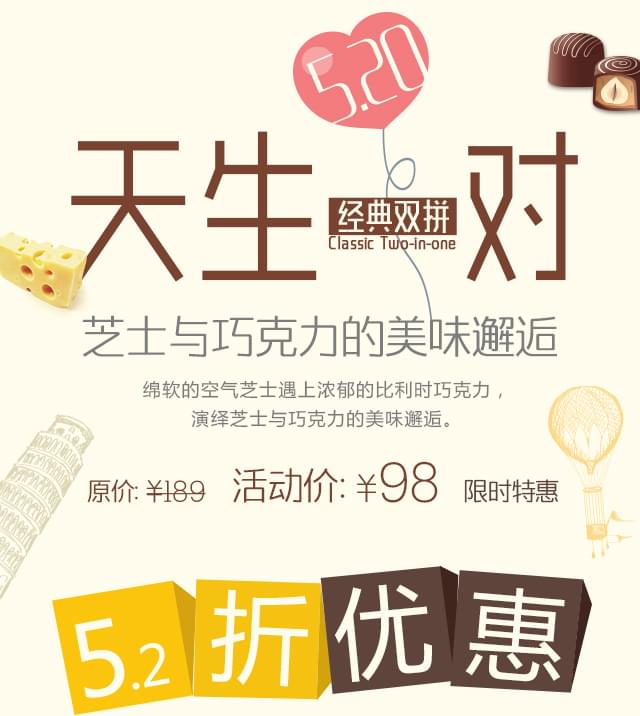 5.20
天生 经典双拼 对
Classic Two-in-one
芝士与巧克力的美味邂逅
绵软的空气芝士遇上浓郁的比利时巧克力，
演绎芝士与巧克力的美味邂逅。
原价: ¥189 活动价: ¥98 限时特惠
5.2折优惠